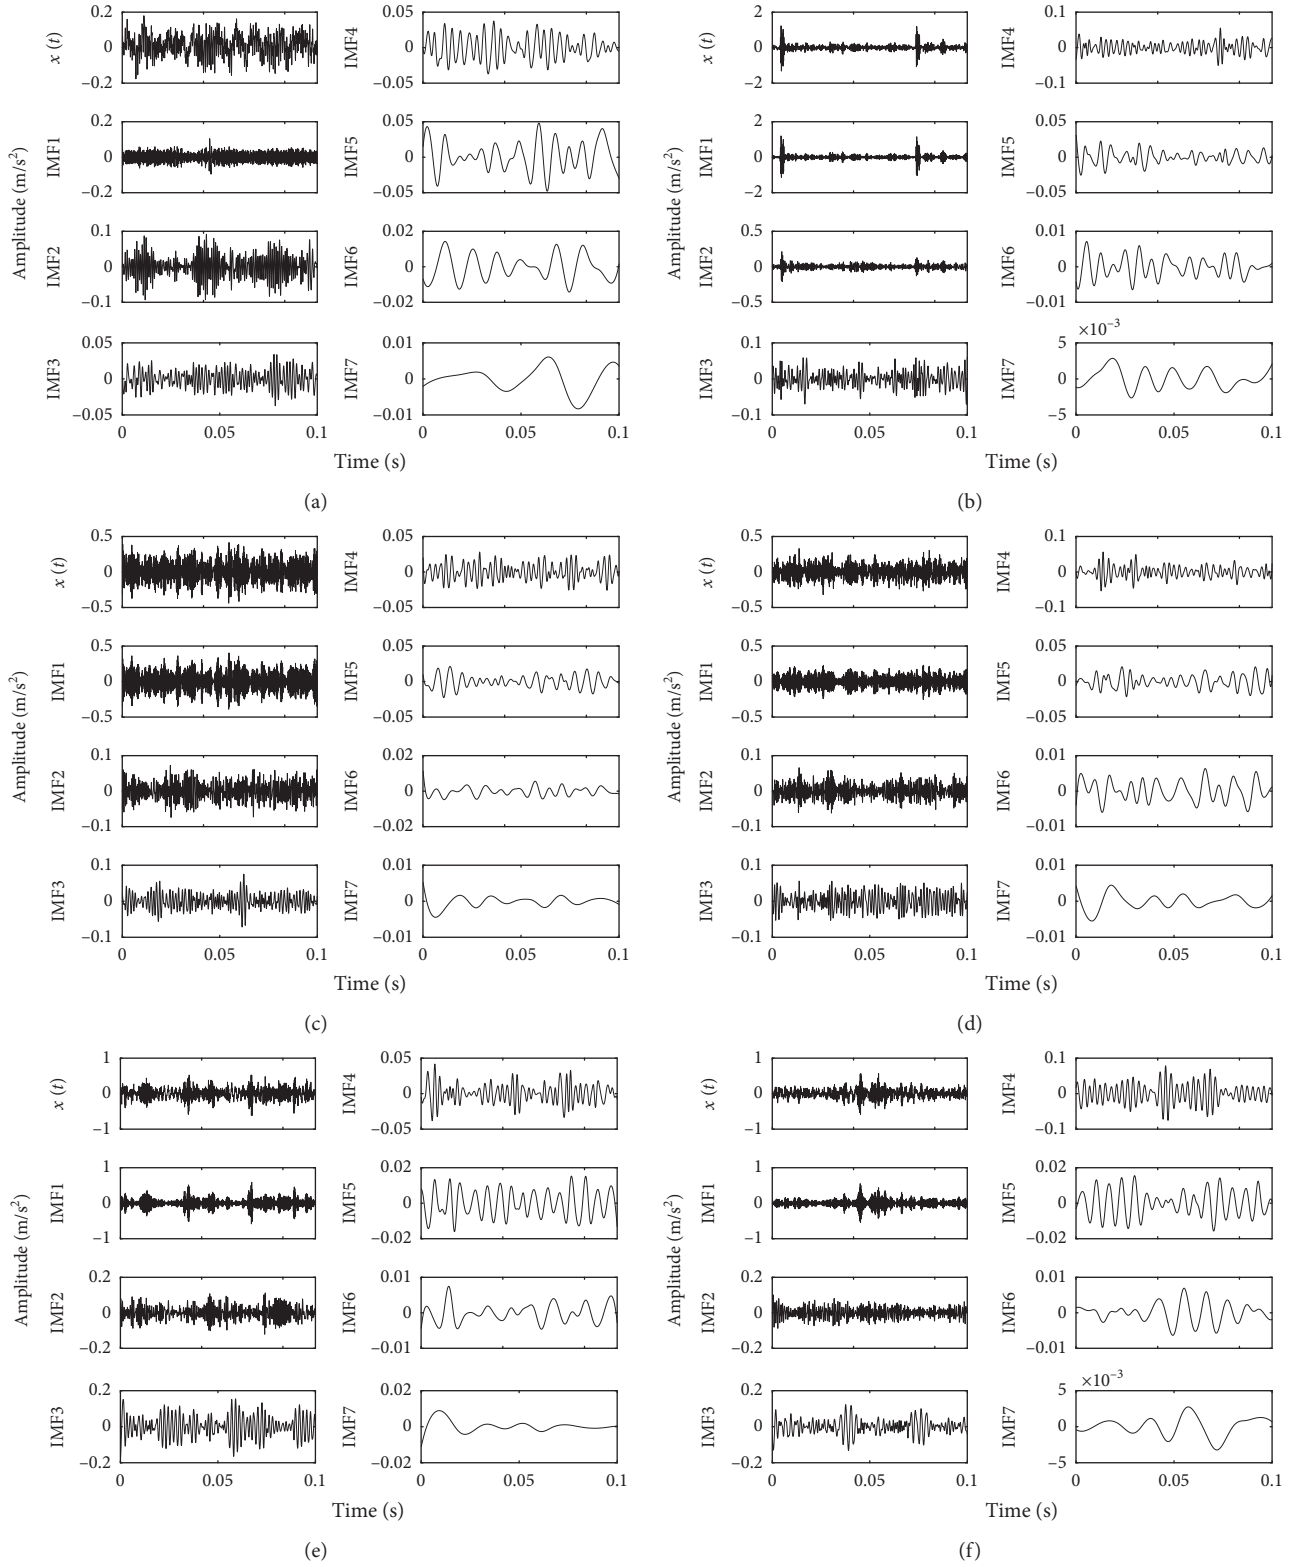 Amplitude (m/s²)
x (t)
0.2
0
–0.2
IMF1
0.2
0
–0.2
IMF2
0.1
0
–0.1
IMF3
0.05
0
–0.05
0 0.05 0.1
IMF4
0.05
0
–0.05
IMF5
0.05
0
–0.05
IMF6
0.02
0
–0.02
IMF7
0.01
0
–0.01
0 0.05 0.1
Time (s)
(a)
Amplitude (m/s²)
x (t)
2
0
–2
IMF1
2
0
–2
IMF2
0.5
0
–0.5
IMF3
0.1
0
–0.1
0 0.05 0.1
IMF4
0.1
0
–0.1
IMF5
0.05
0
–0.05
IMF6
0.01
0
–0.01
IMF7
×10⁻³
5
0
–5
0 0.05 0.1
Time (s)
(b)
Amplitude (m/s²)
x (t)
0.5
0
–0.5
IMF1
0.5
0
–0.5
IMF2
0.1
0
–0.1
IMF3
0.1
0
–0.1
0 0.05 0.1
IMF4
0.05
0
–0.05
IMF5
0.05
0
–0.05
IMF6
0.02
0
–0.02
IMF7
0.01
0
–0.01
0 0.05 0.1
Time (s)
(c)
Amplitude (m/s²)
x (t)
0.5
0
–0.5
IMF1
0.5
0
–0.5
IMF2
0.1
0
–0.1
IMF3
0.1
0
–0.1
0 0.05 0.1
IMF4
0.1
0
–0.1
IMF5
0.05
0
–0.05
IMF6
0.01
0
–0.01
IMF7
0.01
0
–0.01
0 0.05 0.1
Time (s)
(d)
Amplitude (m/s²)
x (t)
1
0
–1
IMF1
1
0
–1
IMF2
0.2
0
–0.2
IMF3
0.2
0
–0.2
0 0.05 0.1
IMF4
0.05
0
–0.05
IMF5
0.02
0
–0.02
IMF6
0.01
0
–0.01
IMF7
0.02
0
–0.02
0 0.05 0.1
Time (s)
(e)
Amplitude (m/s²)
x (t)
1
0
–1
IMF1
1
0
–1
IMF2
0.2
0
–0.2
IMF3
0.2
0
–0.2
0 0.05 0.1
IMF4
0.1
0
–0.1
IMF5
0.02
0
–0.02
IMF6
0.01
0
–0.01
IMF7
×10⁻³
5
0
–5
0 0.05 0.1
Time (s)
(f)